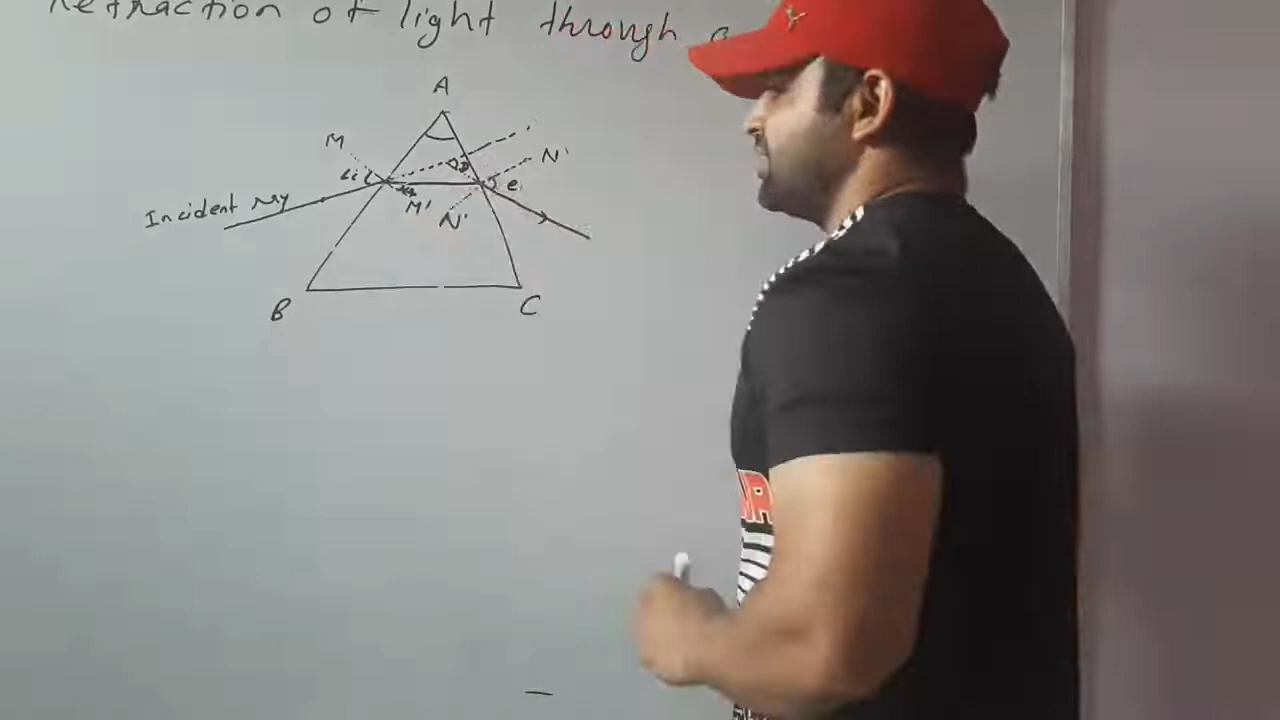 Refraction of light through
A
M
N'
∠i
e
Incident ray
M'
N'
B
C